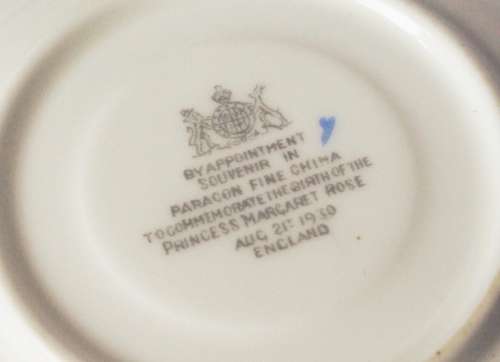 BY APPOINTMENT
SOUVENIR IN
PARAGON FINE CHINA
TO COMMEMORATE THE BIRTH OF THE
PRINCESS MARGARET ROSE
AUG 21ST 1930
ENGLAND